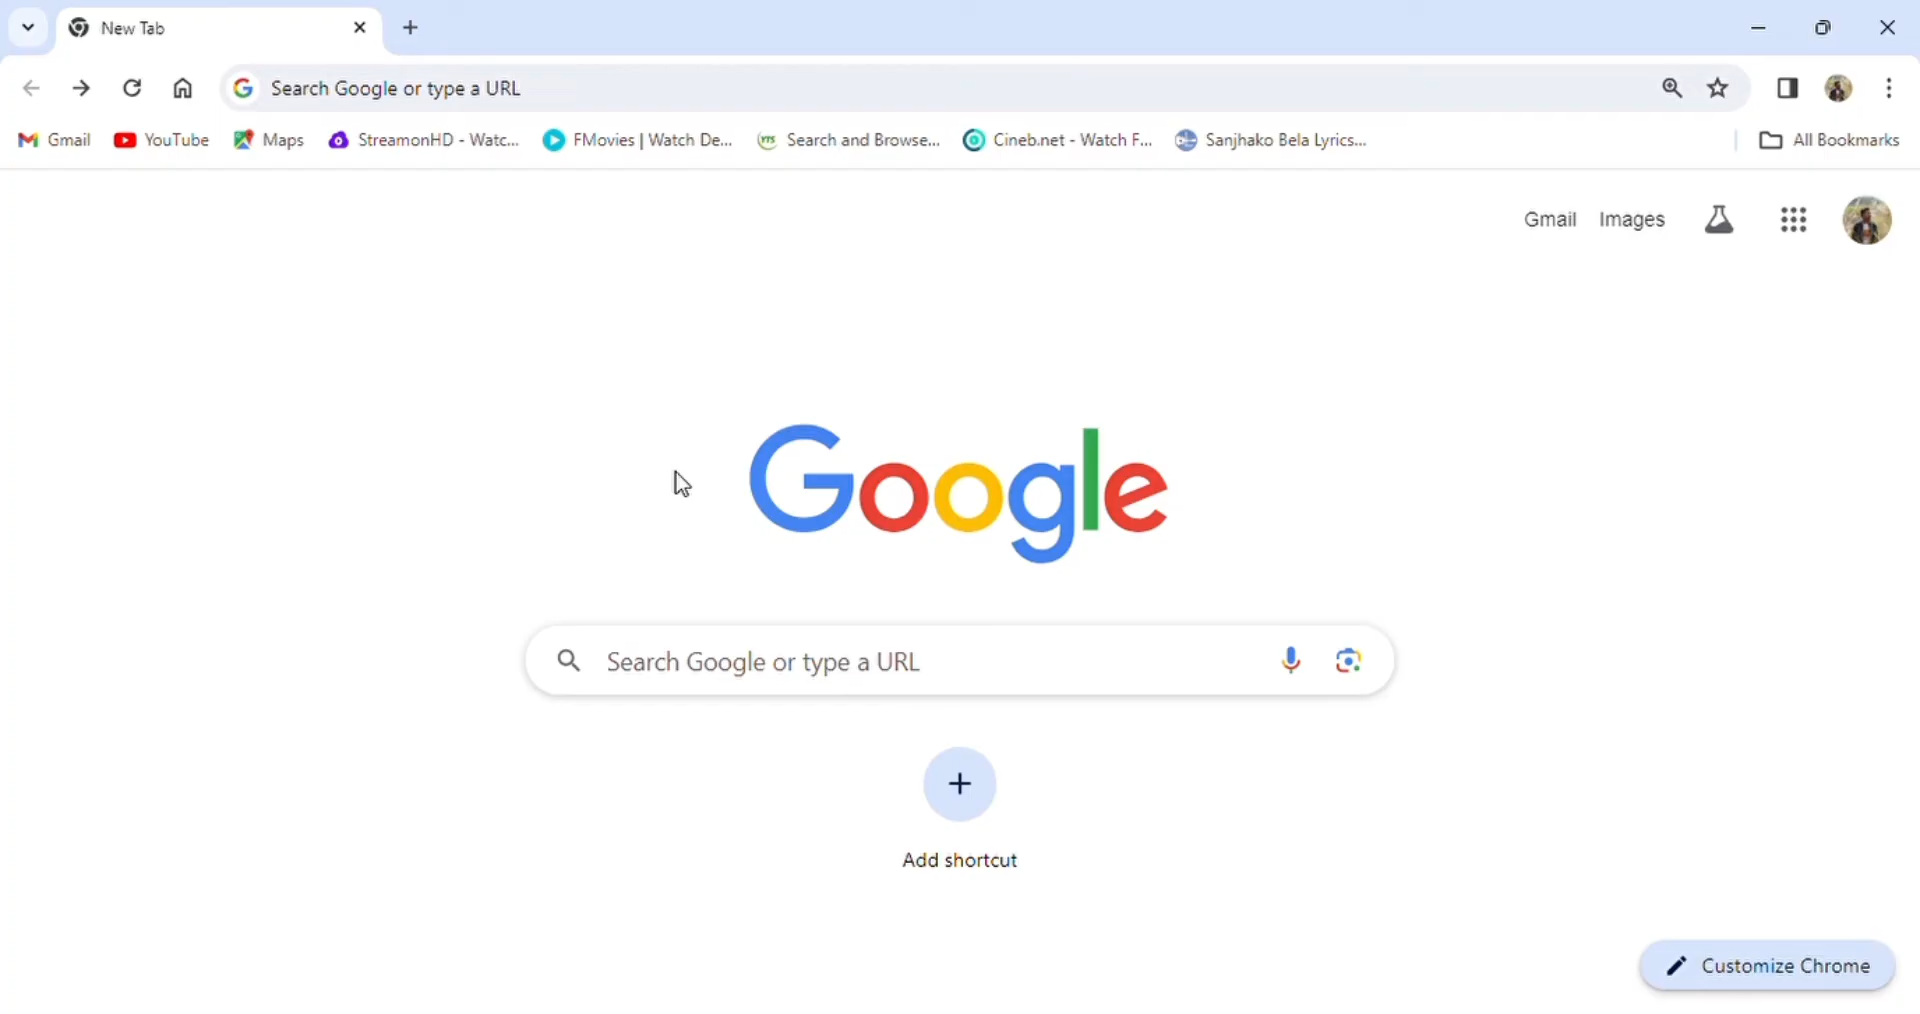 New Tab
Search Google or type a URL
Gmail YouTube Maps StreamonHD - Watc... FMovies | Watch De... YTS Search and Browse... Cineb.net - Watch F... Sanjhako Bela Lyrics... All Bookmarks
Gmail Images
Google
Search Google or type a URL
Add shortcut
Customize Chrome